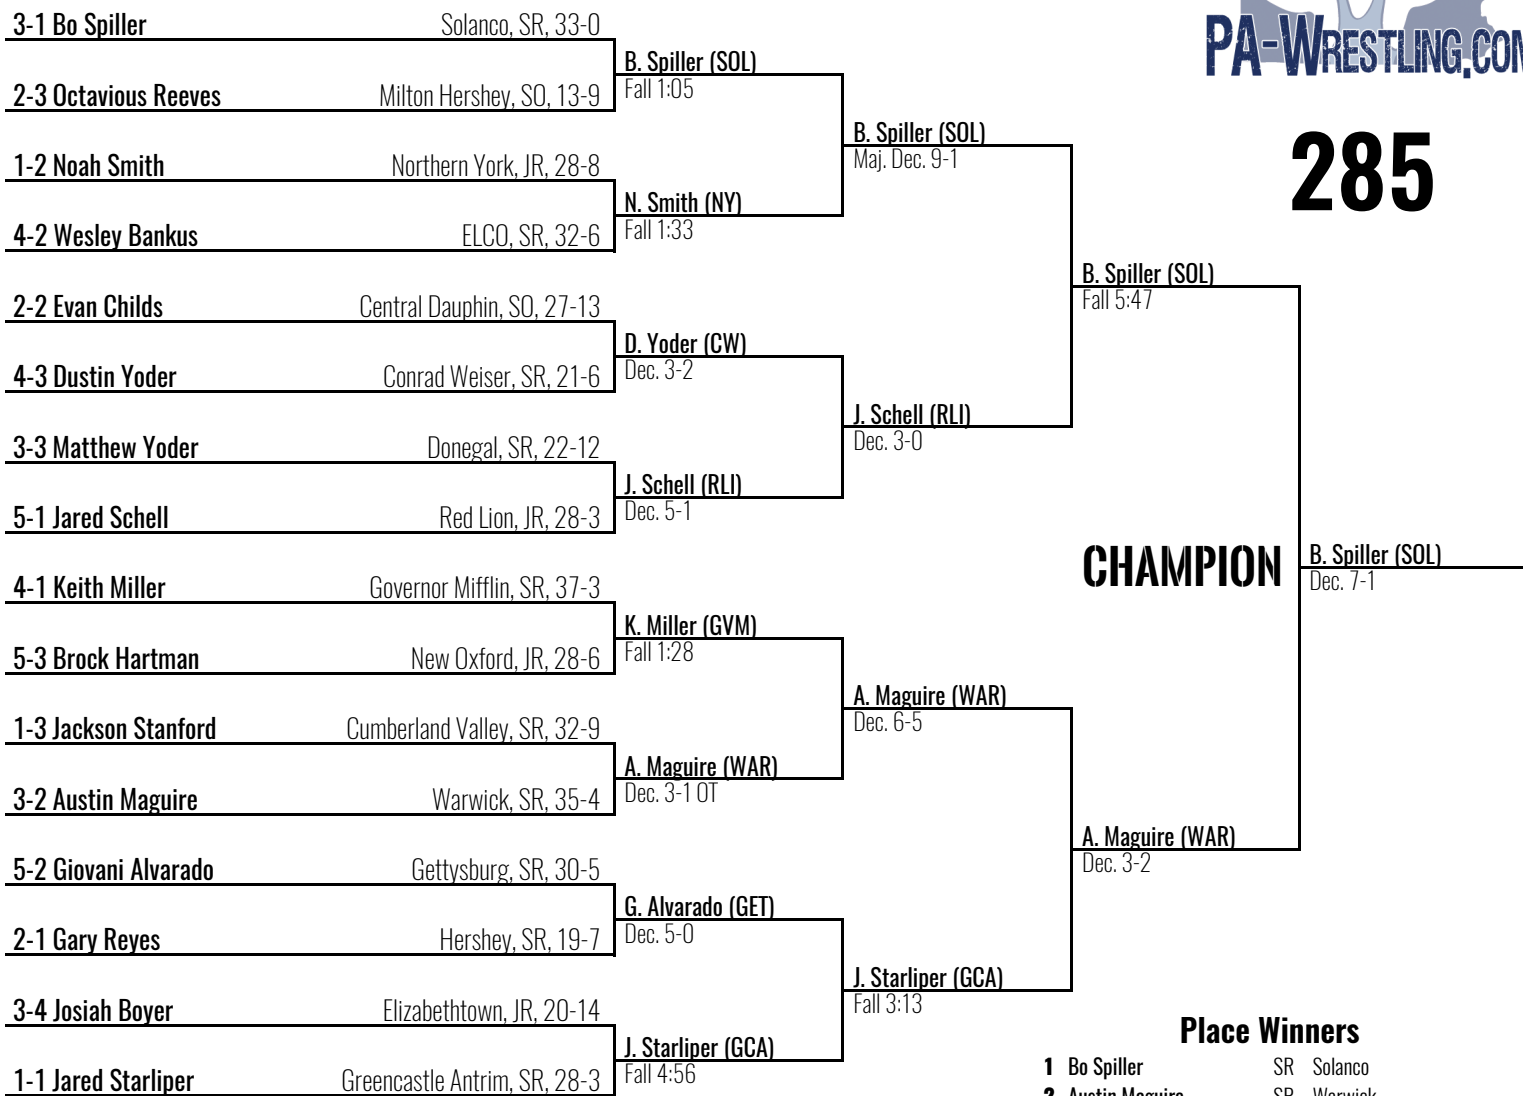 3-1 Bo Spiller Solanco, SR, 33-0
B. Spiller (SOL)
Fall 1:05
2-3 Octavious Reeves Milton Hershey, SO, 13-9
B. Spiller (SOL)
Maj. Dec. 9-1
1-2 Noah Smith Northern York, JR, 28-8
N. Smith (NY)
Fall 1:33
4-2 Wesley Bankus ELCO, SR, 32-6
B. Spiller (SOL)
Fall 5:47
2-2 Evan Childs Central Dauphin, SO, 27-13
D. Yoder (CW)
Dec. 3-2
4-3 Dustin Yoder Conrad Weiser, SR, 21-6
J. Schell (RLI)
Dec. 3-0
3-3 Matthew Yoder Donegal, SR, 22-12
J. Schell (RLI)
Dec. 5-1
5-1 Jared Schell Red Lion, JR, 28-3
CHAMPION
B. Spiller (SOL)
Dec. 7-1
4-1 Keith Miller Governor Mifflin, SR, 37-3
K. Miller (GVM)
Fall 1:28
5-3 Brock Hartman New Oxford, JR, 28-6
A. Maguire (WAR)
Dec. 6-5
1-3 Jackson Stanford Cumberland Valley, SR, 32-9
A. Maguire (WAR)
Dec. 3-1 OT
3-2 Austin Maguire Warwick, SR, 35-4
A. Maguire (WAR)
Dec. 3-2
5-2 Giovani Alvarado Gettysburg, SR, 30-5
G. Alvarado (GET)
Dec. 5-0
2-1 Gary Reyes Hershey, SR, 19-7
J. Starliper (GCA)
Fall 3:13
3-4 Josiah Boyer Elizabethtown, JR, 20-14
J. Starliper (GCA)
Fall 4:56
1-1 Jared Starliper Greencastle Antrim, SR, 28-3
PA-WRESTLING.COM
285
Place Winners
1 Bo Spiller SR Solanco
2 Austin Maguire SR Warwick